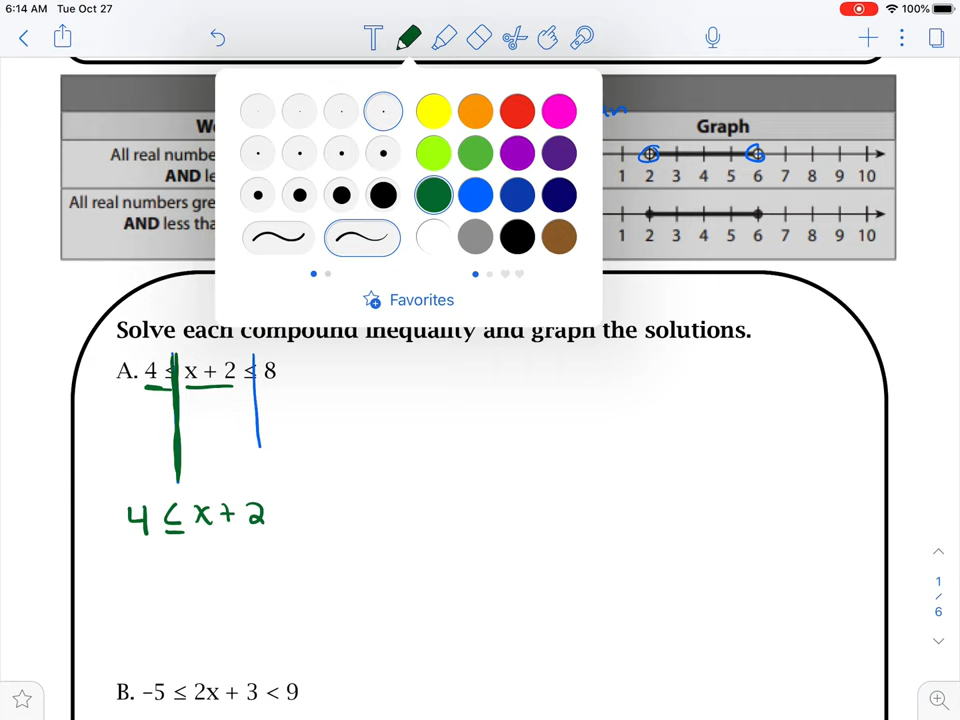 6:14 AM Tue Oct 27
100%
Graph
All real numbe
AND le
1 2 3 4 5 6 7 8 9 10
All real numbers gre
AND less tha
1 2 3 4 5 6 7 8 9 10
Favorites
Solve each compound inequality and graph the solutions.
A. 4 ≤ x + 2 ≤ 8
4 ≤ x + 2
B. –5 ≤ 2x + 3 < 9
1
/
6